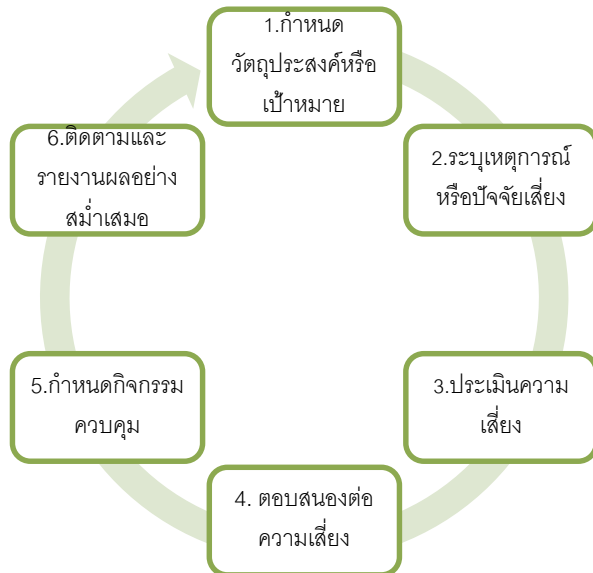 1.กำหนด
วัตถุประสงค์หรือ
เป้าหมาย
2.ระบุเหตุการณ์
หรือปัจจัยเสี่ยง
3.ประเมินความ
เสี่ยง
4. ตอบสนองต่อ
ความเสี่ยง
5.กำหนดกิจกรรม
ควบคุม
6.ติดตามและ
รายงานผลอย่าง
สม่ำเสมอ